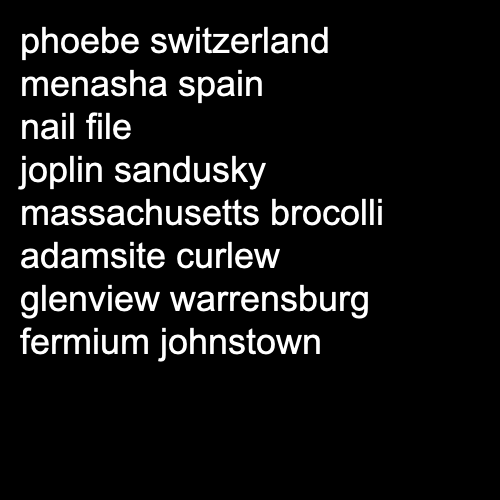 phoebe switzerland
menasha spain
nail file
joplin sandusky
massachusetts brocolli
adamsite curlew
glenview warrensburg
fermium johnstown